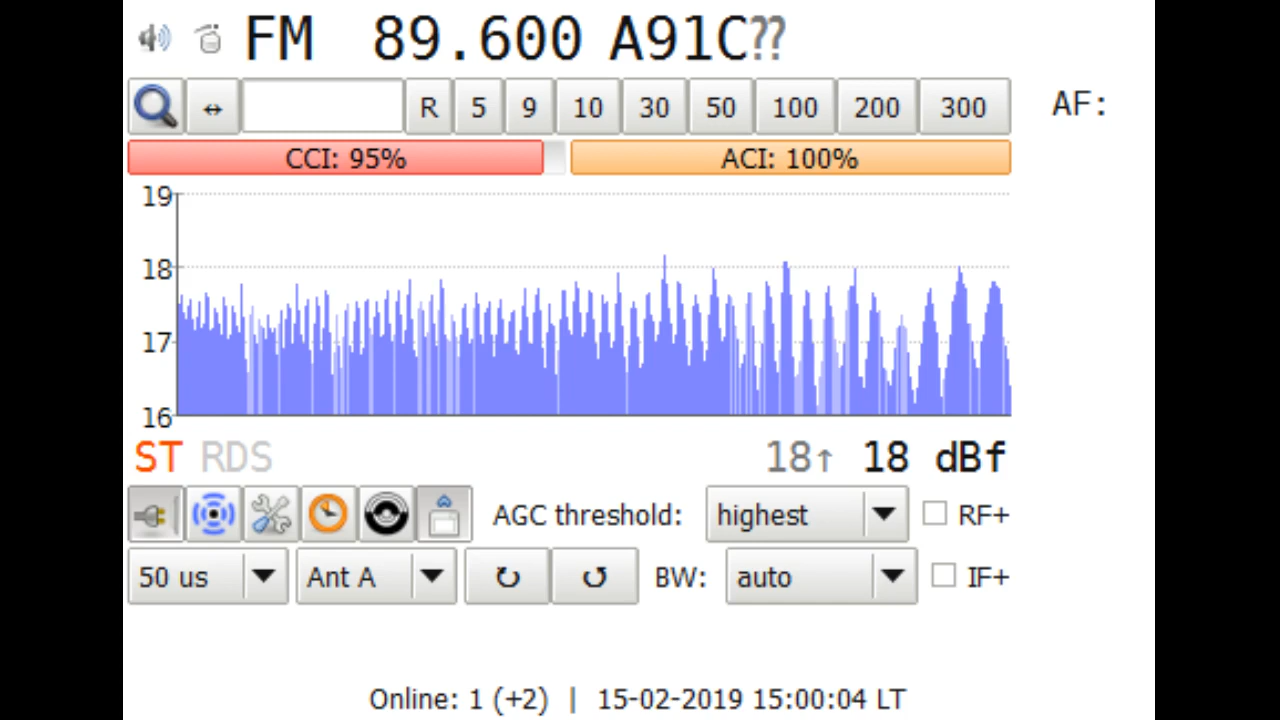 FM 89.600 A91C??
↔ R 5 9 10 30 50 100 200 300 AF:
CCI: 95% ACI: 100%
19
18
17
16
ST RDS 18↑ 18 dBf
AGC threshold: highest RF+
50 us Ant A ↻ ↺ BW: auto IF+
Online: 1 (+2) | 15-02-2019 15:00:04 LT